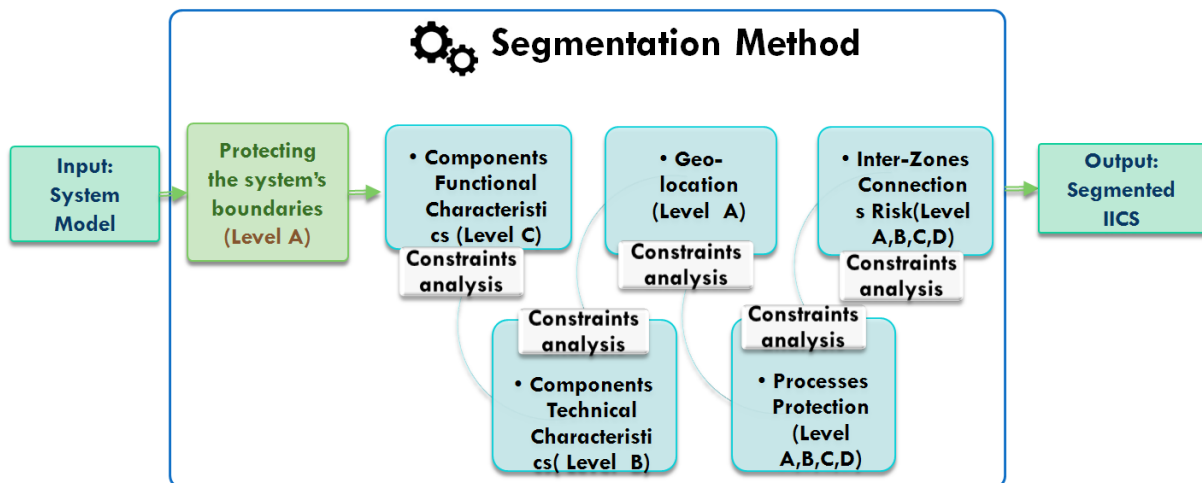 Segmentation Method
Input:
System
Model
Protecting
the system's
boundaries
(Level A)
• Components
Functional
Characteristi
cs (Level C)
Constraints
analysis
Constraints
analysis
• Components
Technical
Characteristi
cs( Level B)
• Geo-
location
(Level A)
Constraints
analysis
Constraints
analysis
• Processes
Protection
(Level
A,B,C,D)
• Inter-Zones
Connection
s Risk(Level
A,B,C,D)
Constraints
analysis
Output:
Segmented
IICS